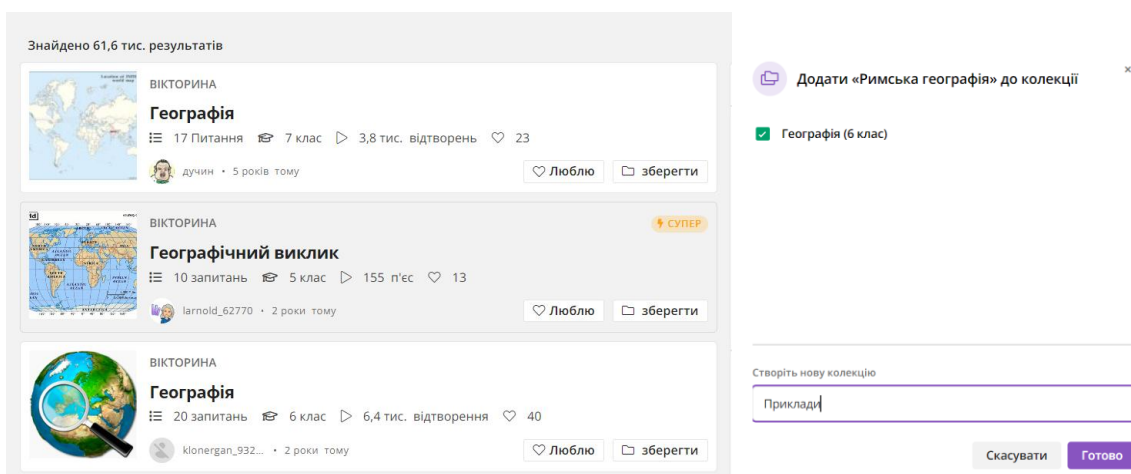 Знайдено 61,6 тис. результатів
ВІКТОРИНА
Географія
17 Питання 7 клас 3,8 тис. відтворень 23
дучин • 5 років тому
Люблю зберегти
ВІКТОРИНА
СУПЕР
Географічний виклик
10 запитань 5 клас 155 п'єс 13
larnold_62770 • 2 роки тому
Люблю зберегти
ВІКТОРИНА
Географія
20 запитань 6 клас 6,4 тис. відтворення 40
klonergan_932... • 2 роки тому
Люблю зберегти
Додати «Римська географія» до колекції
Географія (6 клас)
Створіть нову колекцію
Приклади
Скасувати Готово